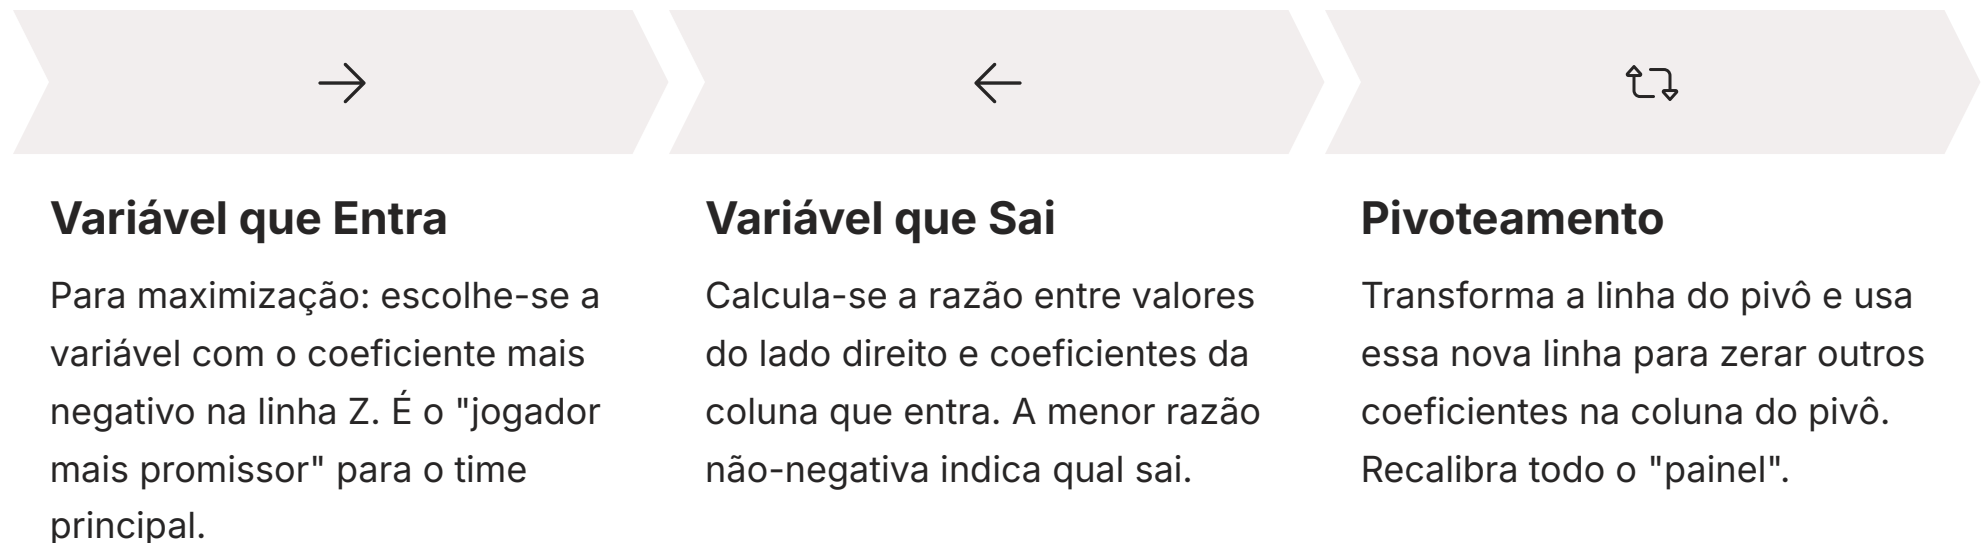 Variável que Entra
Para maximização: escolhe-se a
variável com o coeficiente mais
negativo na linha Z. É o "jogador
mais promissor" para o time
principal.
Variável que Sai
Calcula-se a razão entre valores
do lado direito e coeficientes da
coluna que entra. A menor razão
não-negativa indica qual sai.
Pivoteamento
Transforma a linha do pivô e usa
essa nova linha para zerar outros
coeficientes na coluna do pivô.
Recalibra todo o "painel".